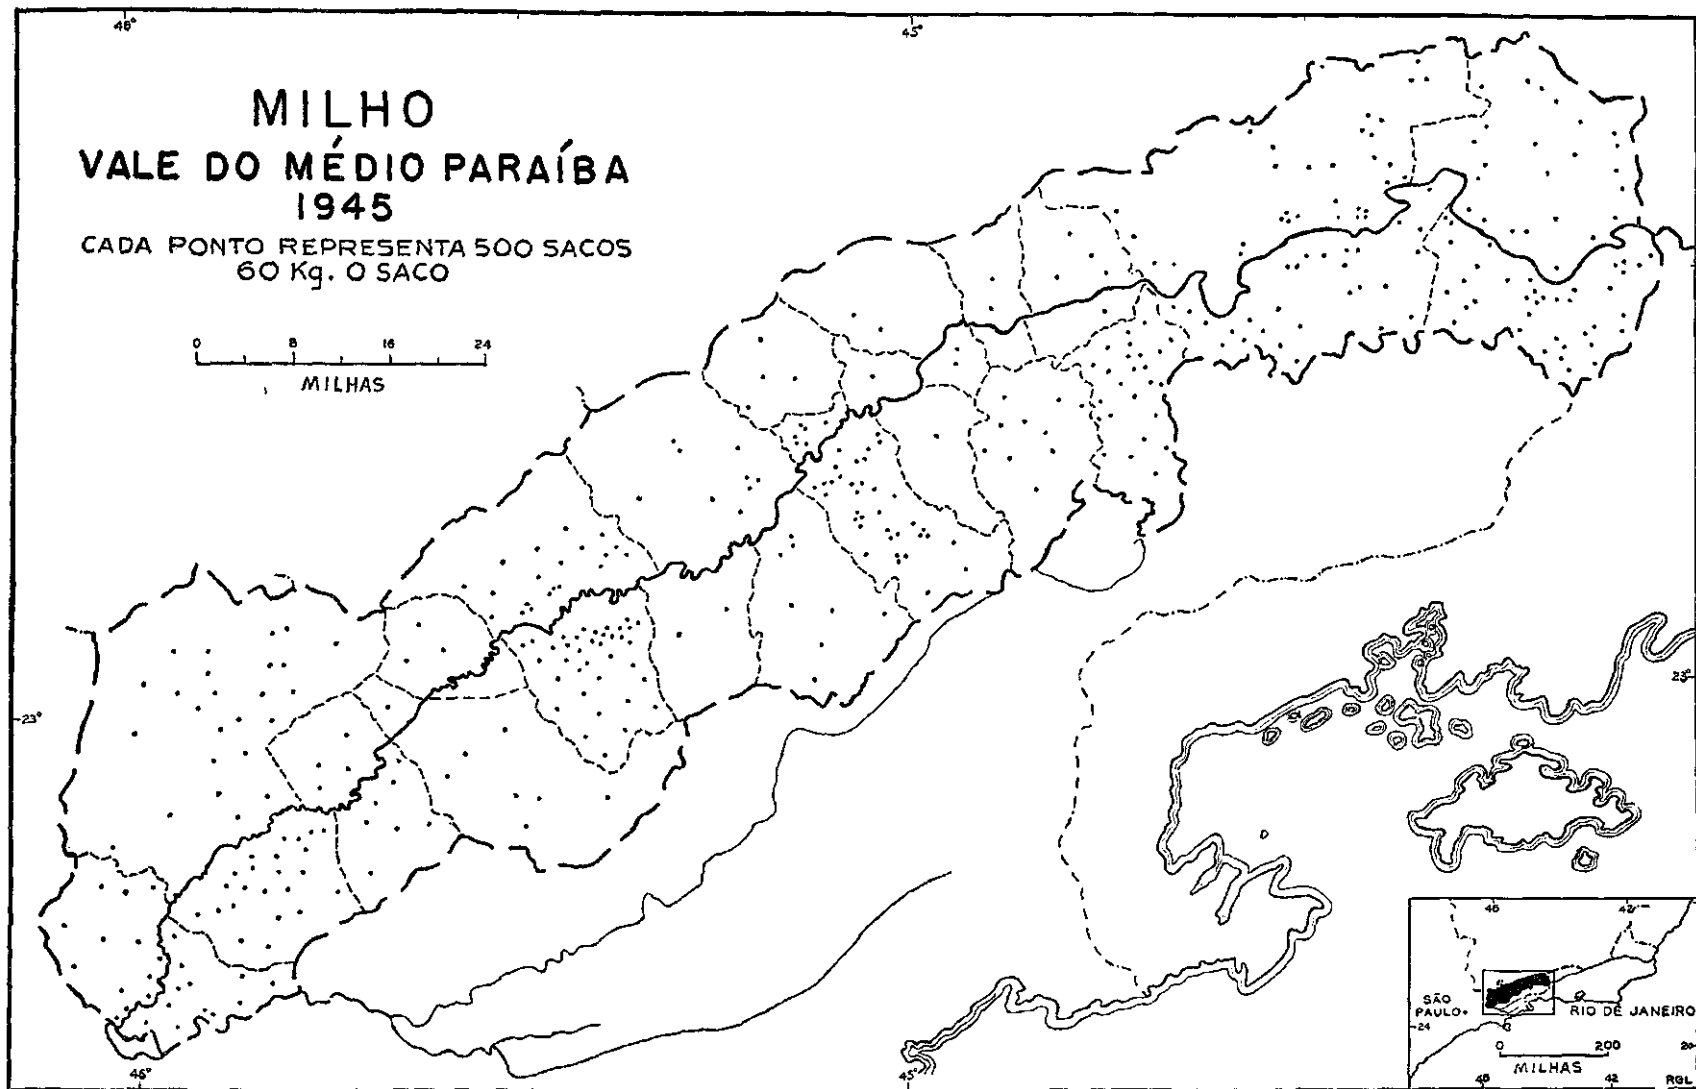 46°
45°
MILHO
VALE DO MÉDIO PARAÍBA
1945
CADA PONTO REPRESENTA 500 SACOS
60 Kg. O SACO
0 8 16 24
MILHAS
23°
23°
46 42
SÃO
PAULO
RIO DE JANEIRO
24
0 200
MILHAS
46 42
RGL
46°
45°